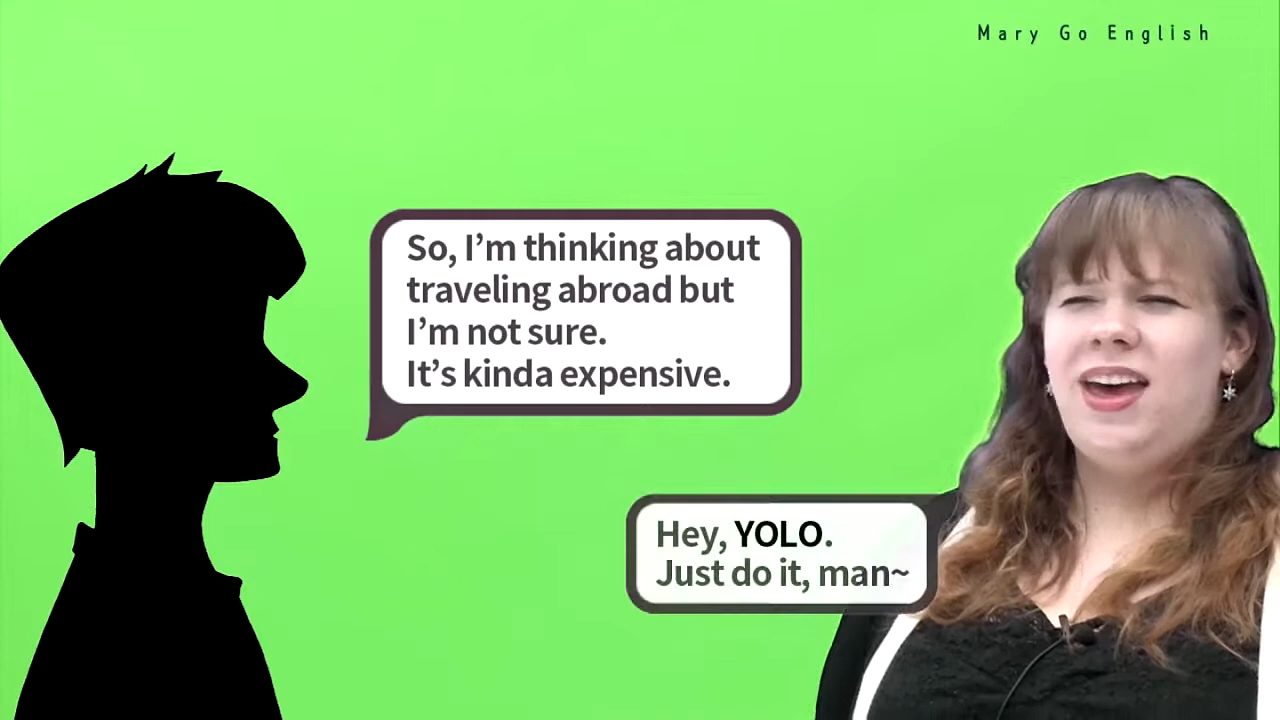 Mary Go English
So, I’m thinking about
traveling abroad but
I’m not sure.
It’s kinda expensive.
Hey, YOLO.
Just do it, man~